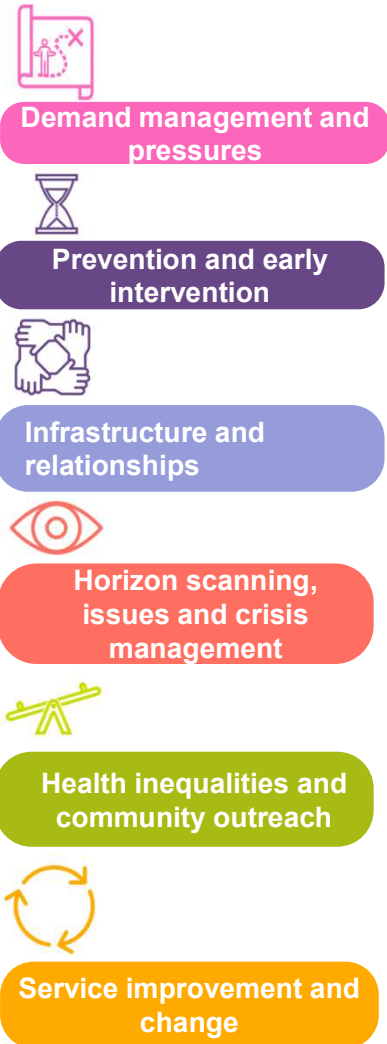 Demand management and
pressures
Prevention and early
intervention
Infrastructure and
relationships
Horizon scanning,
issues and crisis
management
Health inequalities and
community outreach
Service improvement and
change